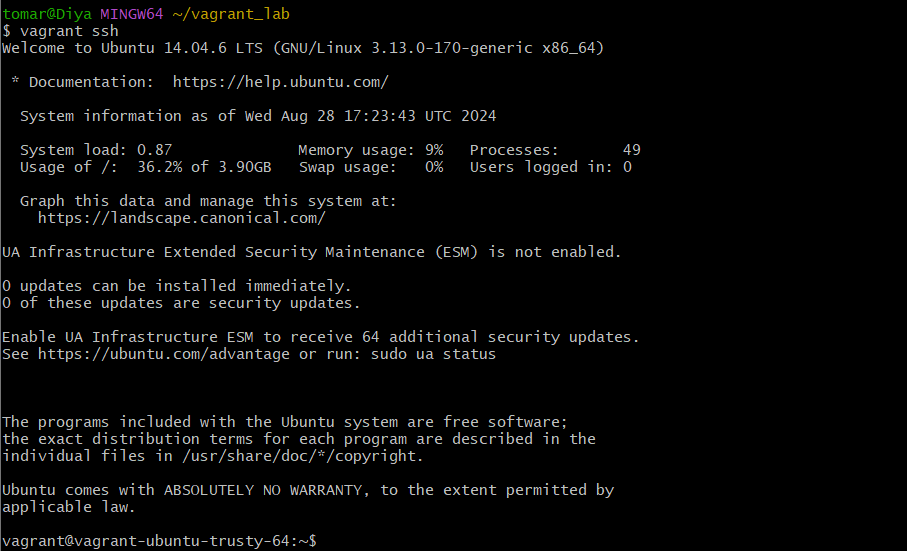 tomar@Diya MINGW64 ~/vagrant_lab
$ vagrant ssh
Welcome to Ubuntu 14.04.6 LTS (GNU/Linux 3.13.0-170-generic x86_64)
* Documentation:  https://help.ubuntu.com/
System information as of Wed Aug 28 17:23:43 UTC 2024
System load: 0.87              Memory usage: 9%   Processes:       49
Usage of /:  36.2% of 3.90GB   Swap usage:   0%   Users logged in: 0
Graph this data and manage this system at:
https://landscape.canonical.com/
UA Infrastructure Extended Security Maintenance (ESM) is not enabled.
0 updates can be installed immediately.
0 of these updates are security updates.
Enable UA Infrastructure ESM to receive 64 additional security updates.
See https://ubuntu.com/advantage or run: sudo ua status
The programs included with the Ubuntu system are free software;
the exact distribution terms for each program are described in the
individual files in /usr/share/doc/*/copyright.
Ubuntu comes with ABSOLUTELY NO WARRANTY, to the extent permitted by
applicable law.
vagrant@vagrant-ubuntu-trusty-64:~$